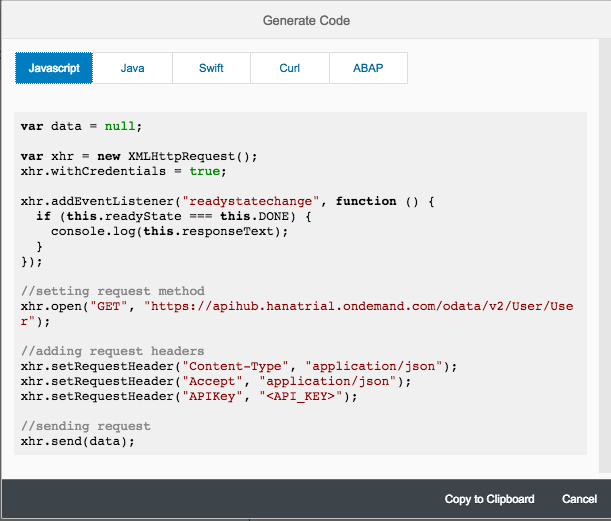 Generate Code
Javascript Java Swift Curl ABAP
var data = null;
var xhr = new XMLHttpRequest();
xhr.withCredentials = true;
xhr.addEventListener("readystatechange", function () {
  if (this.readyState === this.DONE) {
    console.log(this.responseText);
  }
});
//setting request method
xhr.open("GET", "https://apihub.hanatrial.ondemand.com/odata/v2/User/Use
r");
//adding request headers
xhr.setRequestHeader("Content-Type", "application/json");
xhr.setRequestHeader("Accept", "application/json");
xhr.setRequestHeader("APIKey", "<API_KEY>");
//sending request
xhr.send(data);
Copy to Clipboard Cancel